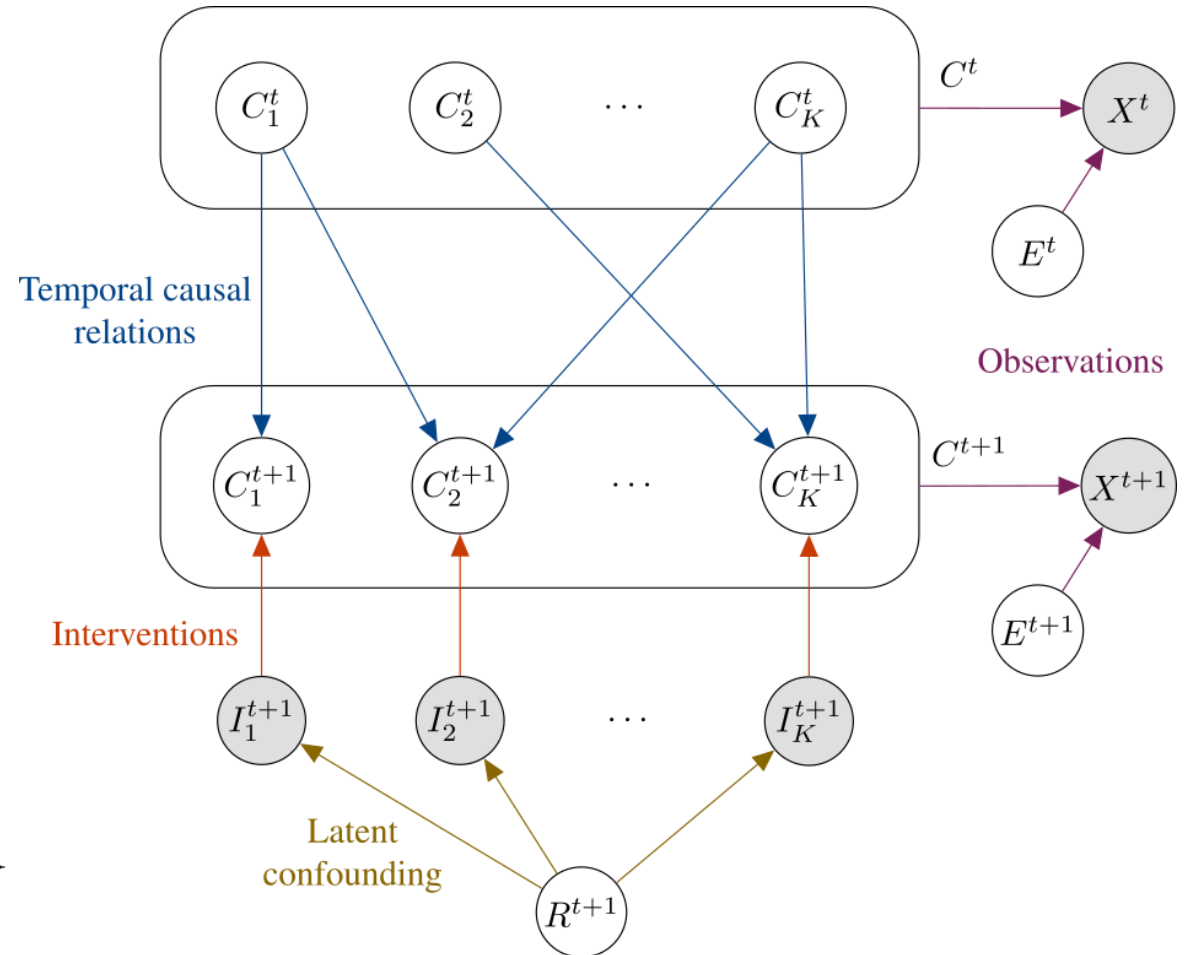 C_1^t C_2^t ··· C_K^t C^t X^t
E^t
Temporal causal
relations
Observations
C_1^{t+1} C_2^{t+1} ··· C_K^{t+1} C^{t+1} X^{t+1}
E^{t+1}
Interventions
I_1^{t+1} I_2^{t+1} ··· I_K^{t+1}
Latent
confounding
R^{t+1}